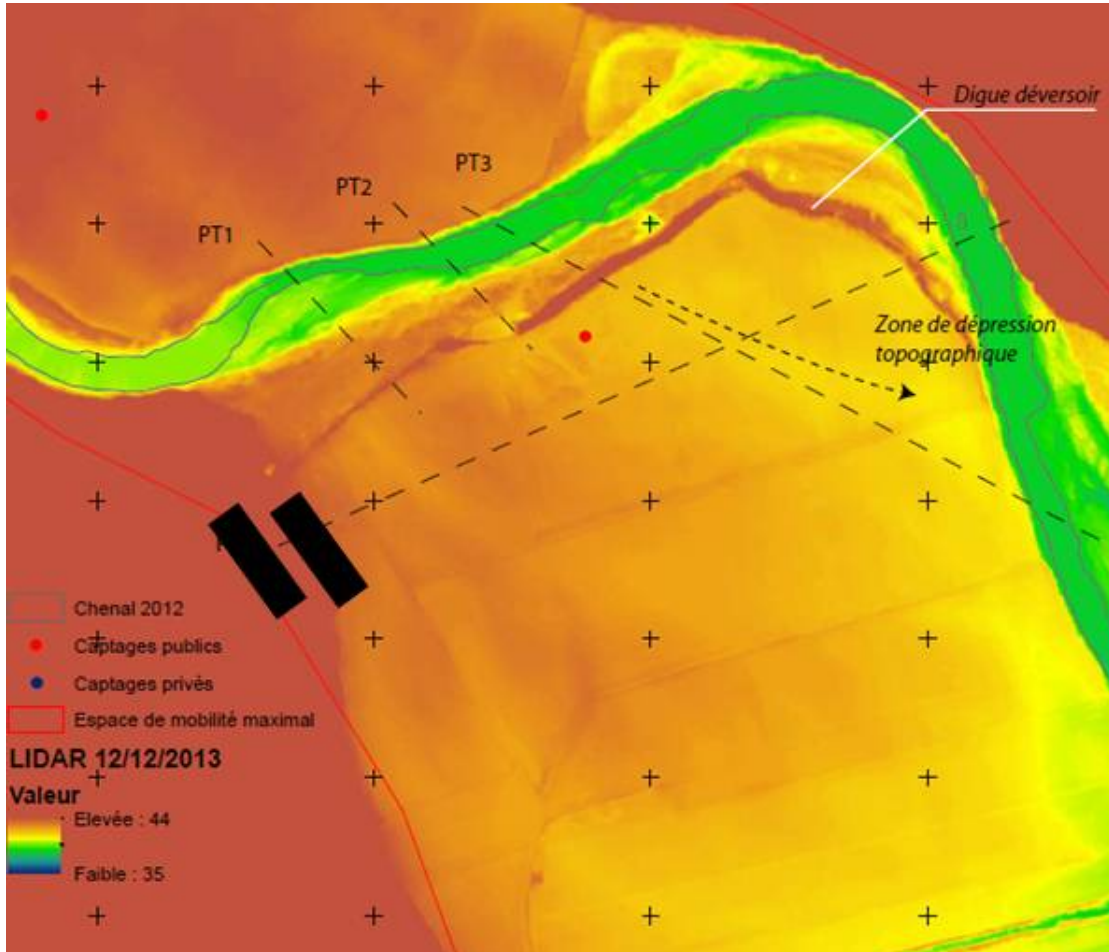 Digue déversoir
PT3
PT2
PT1
Zone de dépression
topographique
Chenal 2012
Captages publics
Captages privés
Espace de mobilité maximal
LIDAR 12/12/2013
Valeur
Elevée : 44
Faible : 35